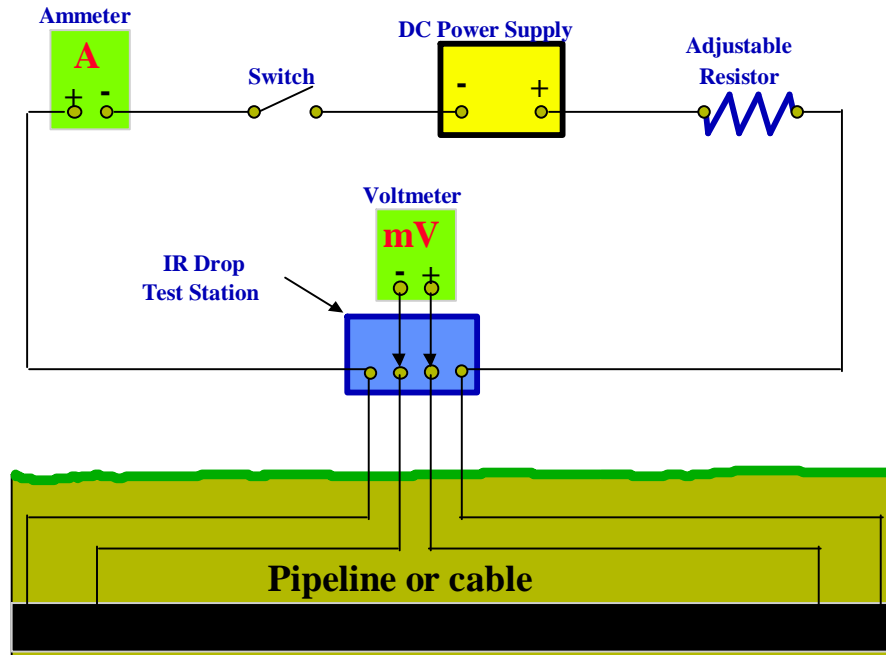 Ammeter
A
+ -
Switch
DC Power Supply
- +
Adjustable
Resistor
Voltmeter
mV
- +
IR Drop
Test Station
Pipeline or cable